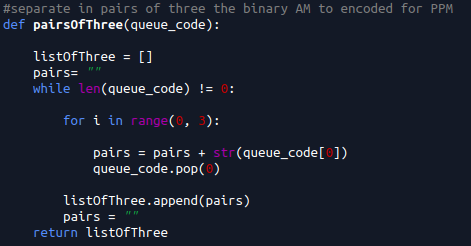 #separate in pairs of three the binary AM to encoded for PPM
def pairsOfThree(queue_code):
listOfThree = []
pairs= ""
while len(queue_code) != 0:
for i in range(0, 3):
pairs = pairs + str(queue_code[0])
queue_code.pop(0)
listOfThree.append(pairs)
pairs = ""
return listOfThree